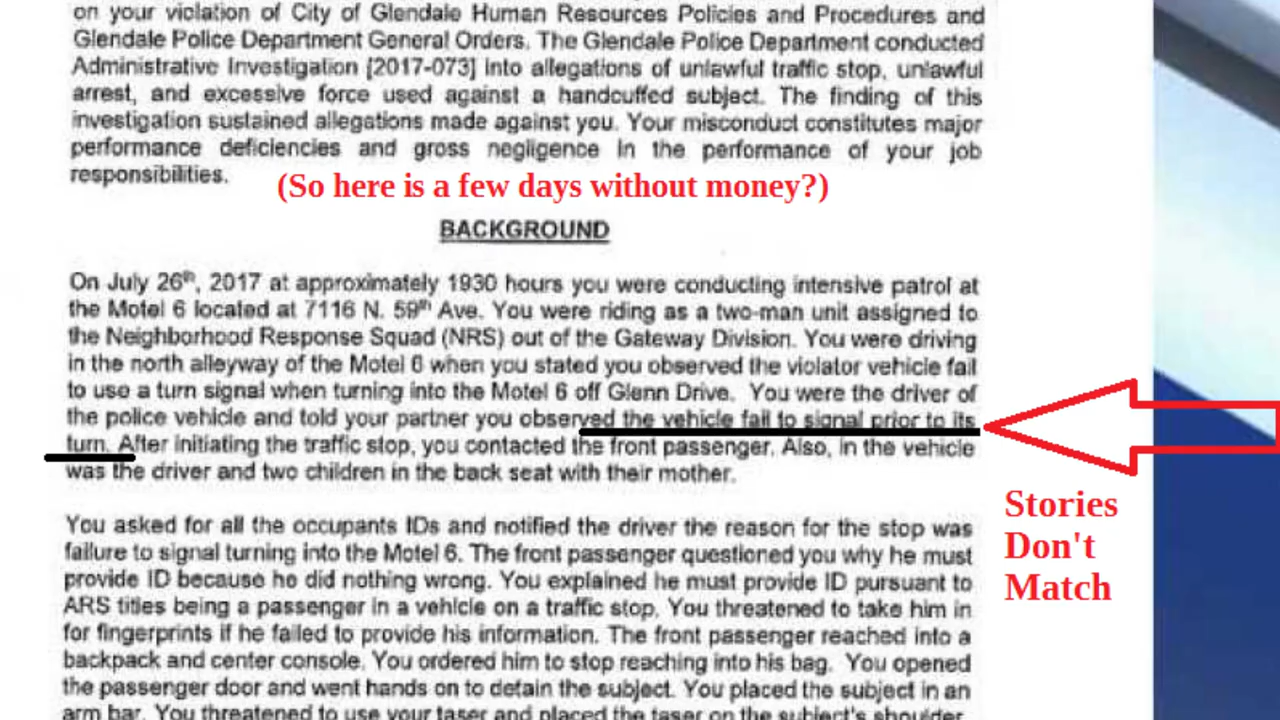 on your violation of City of Glendale Human Resources Policies and Procedures and
Glendale Police Department General Orders. The Glendale Police Department conducted
Administrative Investigation [2017-073] into allegations of unlawful traffic stop, unlawful
arrest, and excessive force used against a handcuffed subject. The finding of this
investigation sustained allegations made against you. Your misconduct constitutes major
performance deficiencies and gross negligence in the performance of your job
responsibilities.
(So here is a few days without money?)
BACKGROUND
On July 26th, 2017 at approximately 1930 hours you were conducting intensive patrol at
the Motel 6 located at 7116 N. 59th Ave. You were riding as a two-man unit assigned to
the Neighborhood Response Squad (NRS) out of the Gateway Division. You were driving
in the north alleyway of the Motel 6 when you stated you observed the violator vehicle fail
to use a turn signal when turning into the Motel 6 off Glenn Drive. You were the driver of
the police vehicle and told your partner you observed the vehicle fail to signal prior to its
turn. After initiating the traffic stop, you contacted the front passenger. Also, in the vehicle
was the driver and two children in the back seat with their mother.
You asked for all the occupants IDs and notified the driver the reason for the stop was
failure to signal turning into the Motel 6. The front passenger questioned you why he must
provide ID because he did nothing wrong. You explained he must provide ID pursuant to
ARS titles being a passenger in a vehicle on a traffic stop. You threatened to take him in
for fingerprints if he failed to provide his information. The front passenger reached into a
backpack and center console. You ordered him to stop reaching into his bag. You opened
the passenger door and went hands on to detain the subject. You placed the subject in an
arm bar. You threatened to use your taser and placed the taser on the subject's shoulder.
Stories
Don't
Match